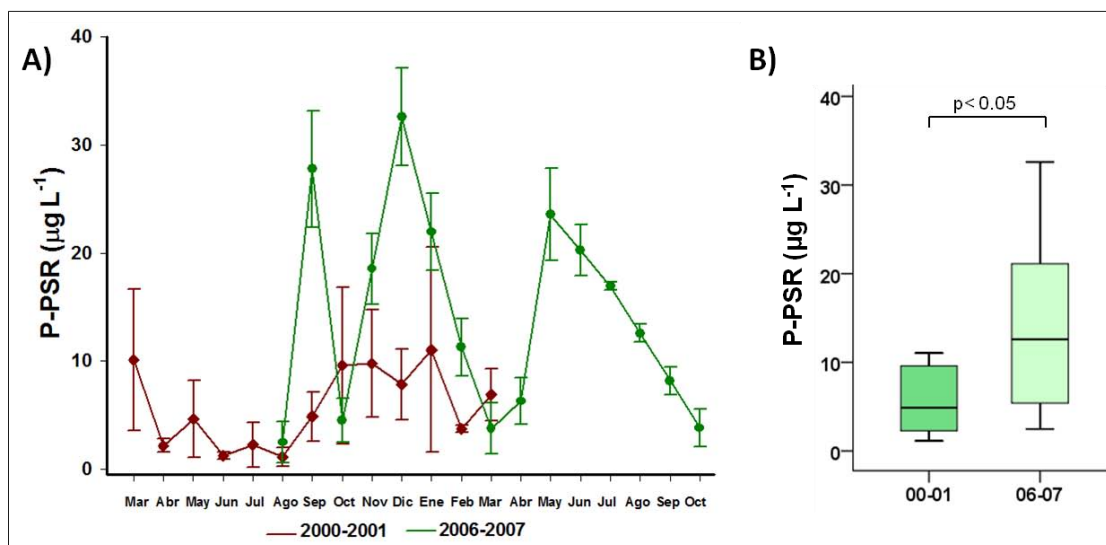 A)
P-PSR (µg L⁻¹)
40
30
20
10
0
Mar Abr May Jun Jul Ago Sep Oct Nov Dic Ene Feb Mar Abr May Jun Jul Ago Sep Oct
2000-2001 2006-2007
B)
p< 0.05
P-PSR (µg L⁻¹)
40
30
20
10
0
00-01 06-07